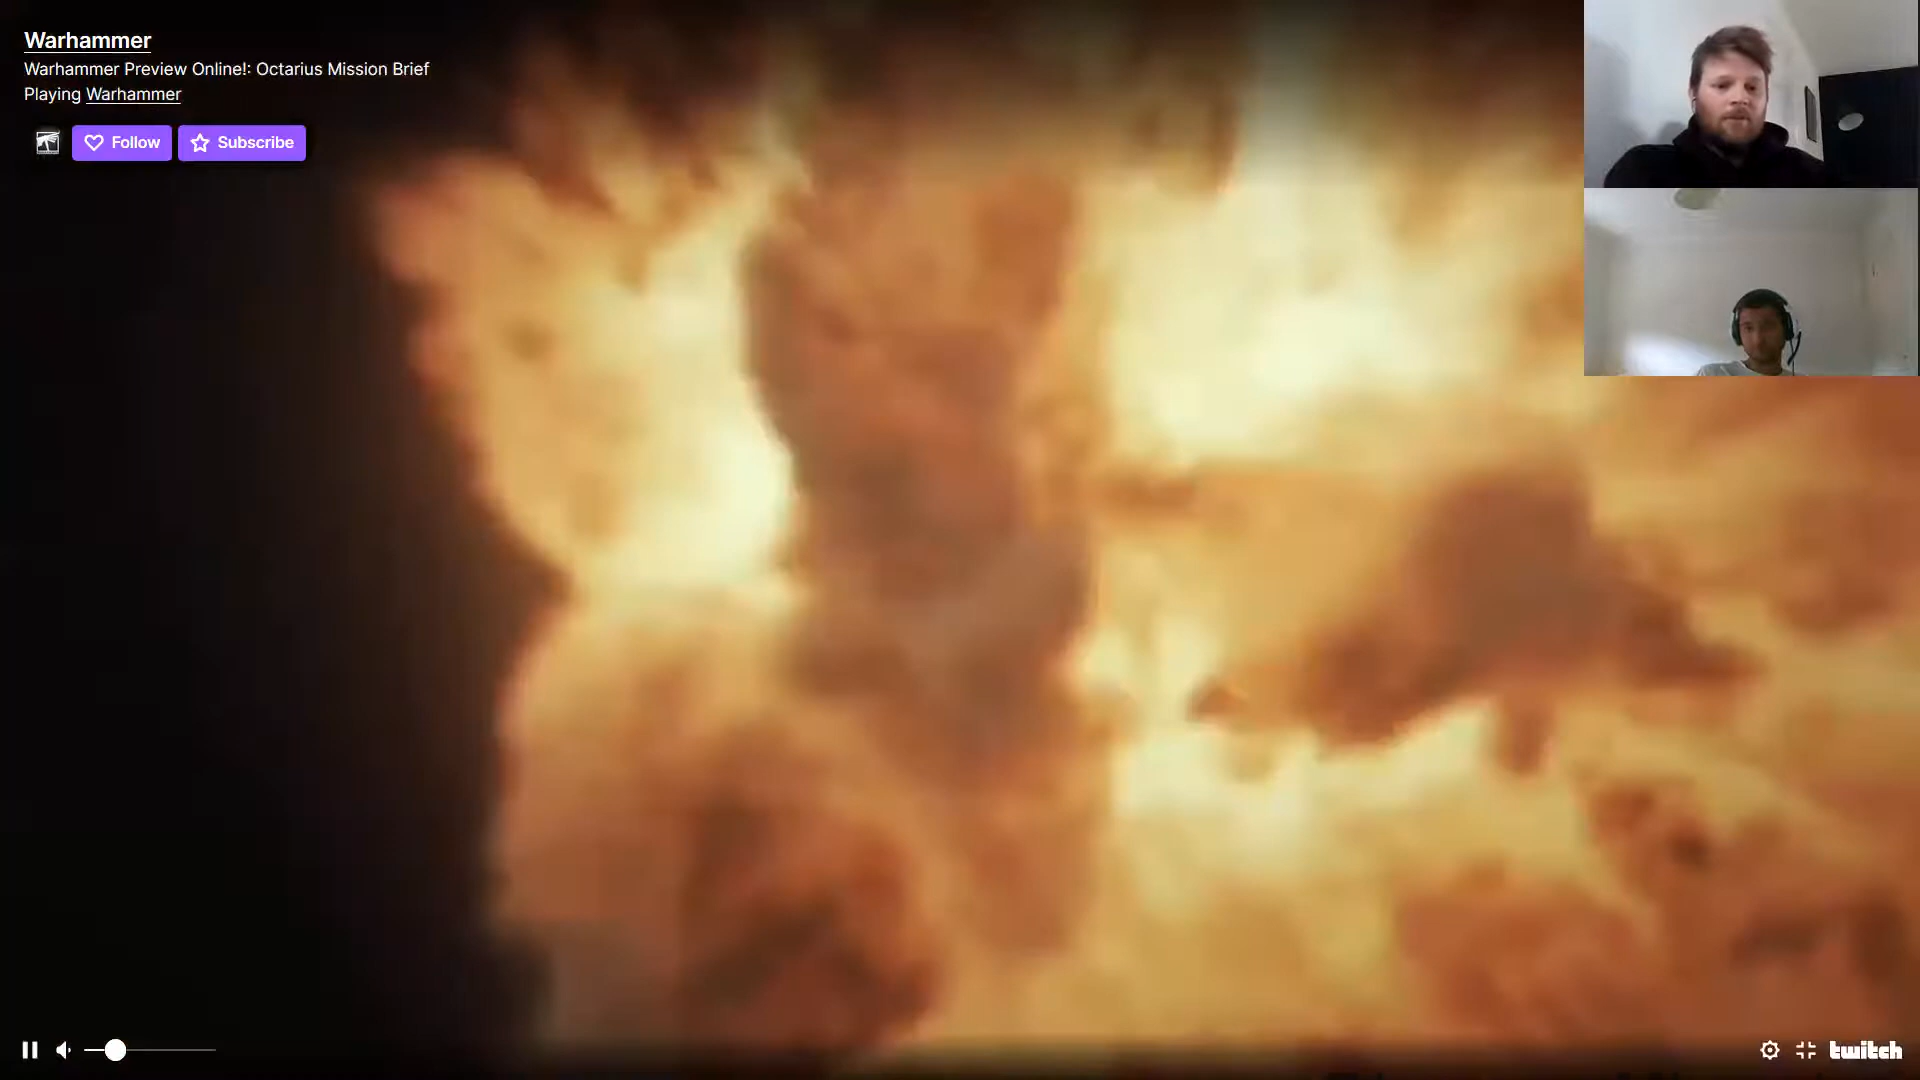 Warhammer
Warhammer Preview Online!: Octarius Mission Brief
Playing Warhammer
Follow
Subscribe
twitch